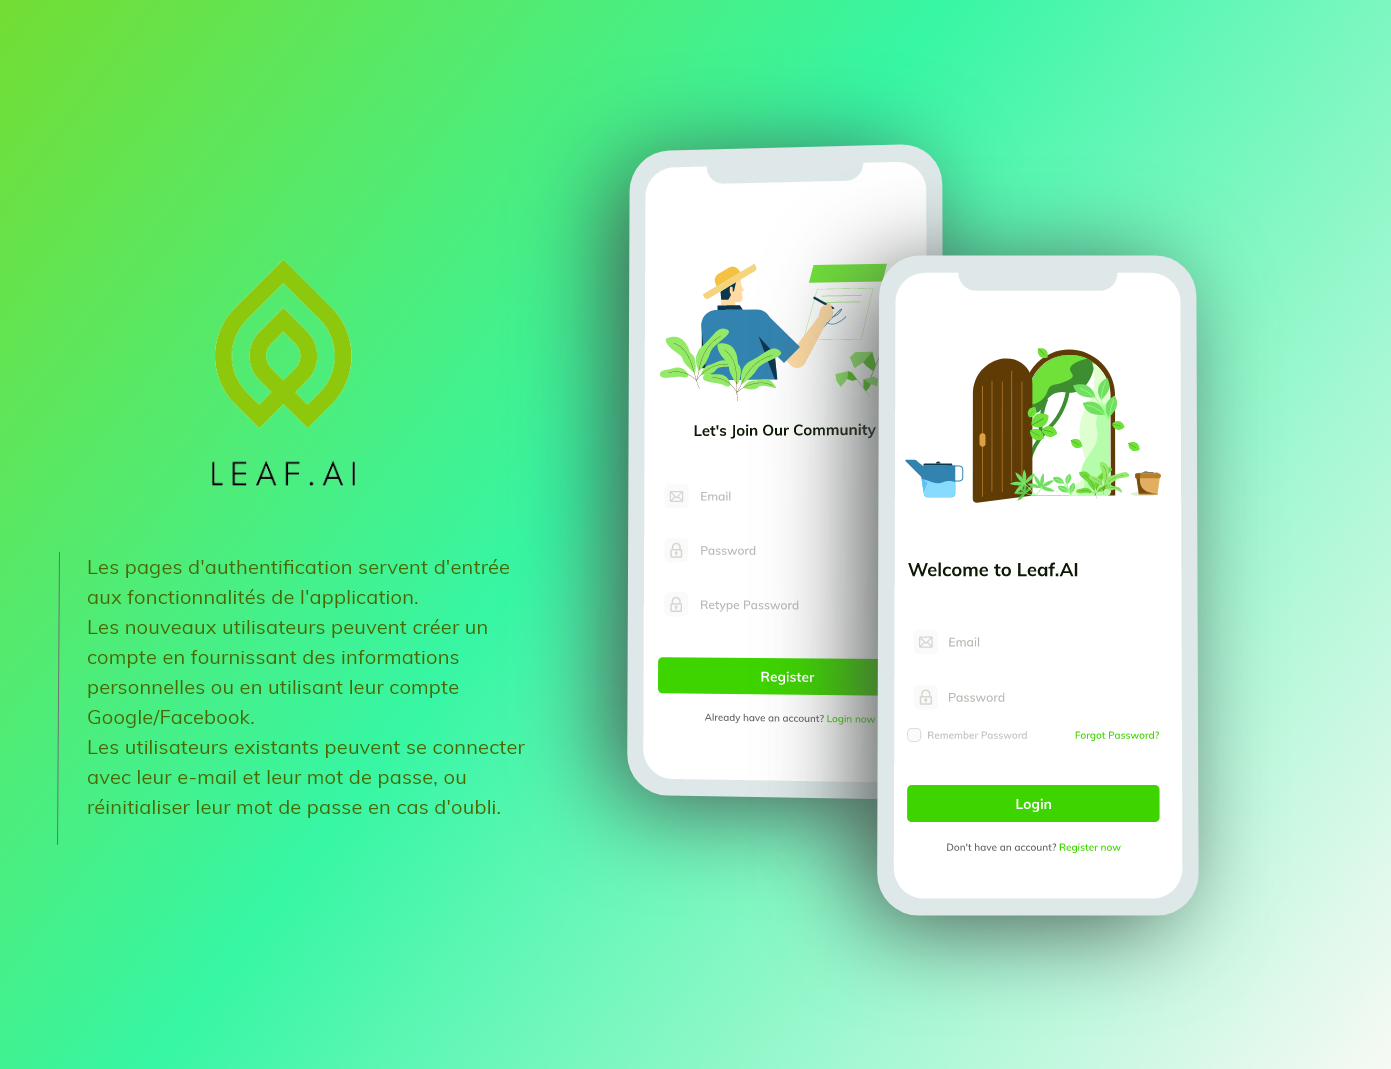 LEAF.AI
Les pages d'authentification servent d'entrée
aux fonctionnalités de l'application.
Les nouveaux utilisateurs peuvent créer un
compte en fournissant des informations
personnelles ou en utilisant leur compte
Google/Facebook.
Les utilisateurs existants peuvent se connecter
avec leur e-mail et leur mot de passe, ou
réinitialiser leur mot de passe en cas d'oubli.
Let's Join Our Community
Email
Password
Retype Password
Register
Already have an account? Login now
Welcome to Leaf.AI
Email
Password
Remember Password Forgot Password?
Login
Don't have an account? Register now